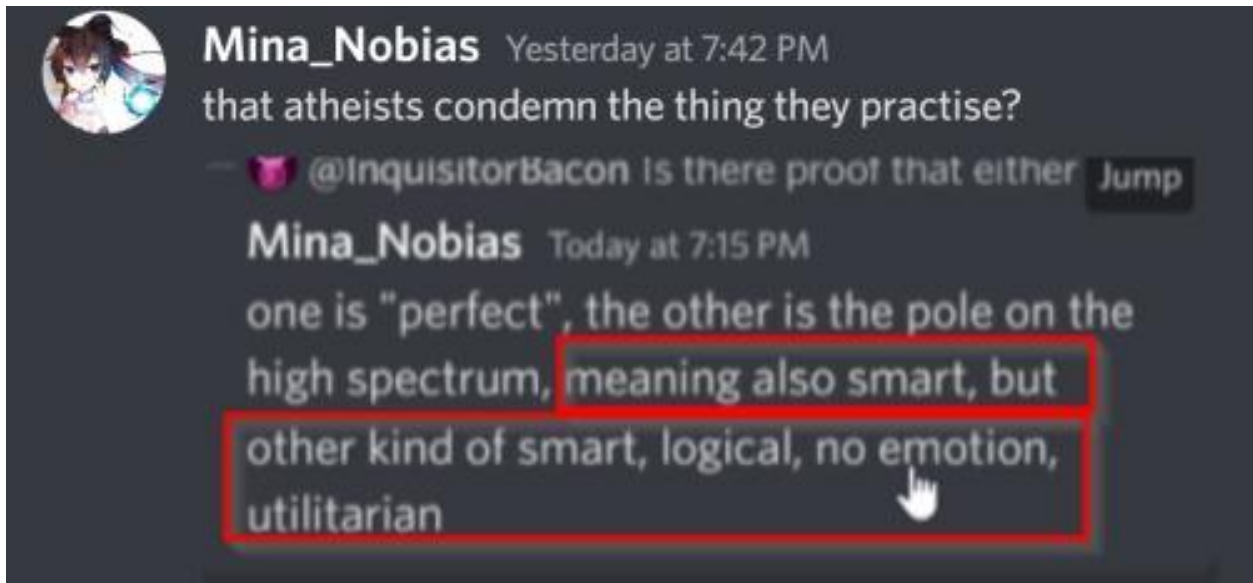 Mina_Nobias Yesterday at 7:42 PM
that atheists condemn the thing they practise?
@InquisitorBacon Is there proof that either Jump
Mina_Nobias Today at 7:15 PM
one is "perfect", the other is the pole on the
high spectrum, meaning also smart, but
other kind of smart, logical, no emotion,
utilitarian